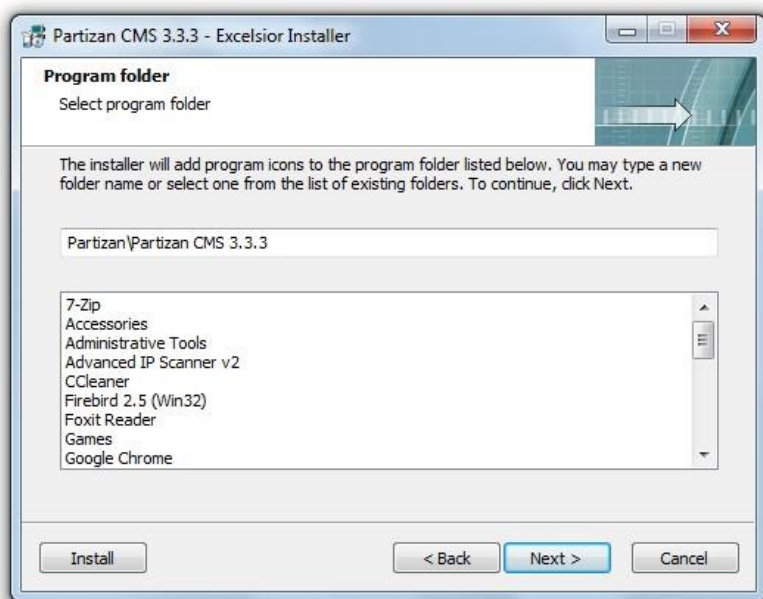 Partizan CMS 3.3.3 - Excelsior Installer
Program folder
Select program folder
The installer will add program icons to the program folder listed below. You may type a new
folder name or select one from the list of existing folders. To continue, click Next.
Partizan\Partizan CMS 3.3.3
7-Zip
Accessories
Administrative Tools
Advanced IP Scanner v2
CCleaner
Firebird 2.5 (Win32)
Foxit Reader
Games
Google Chrome
Install
< Back
Next >
Cancel